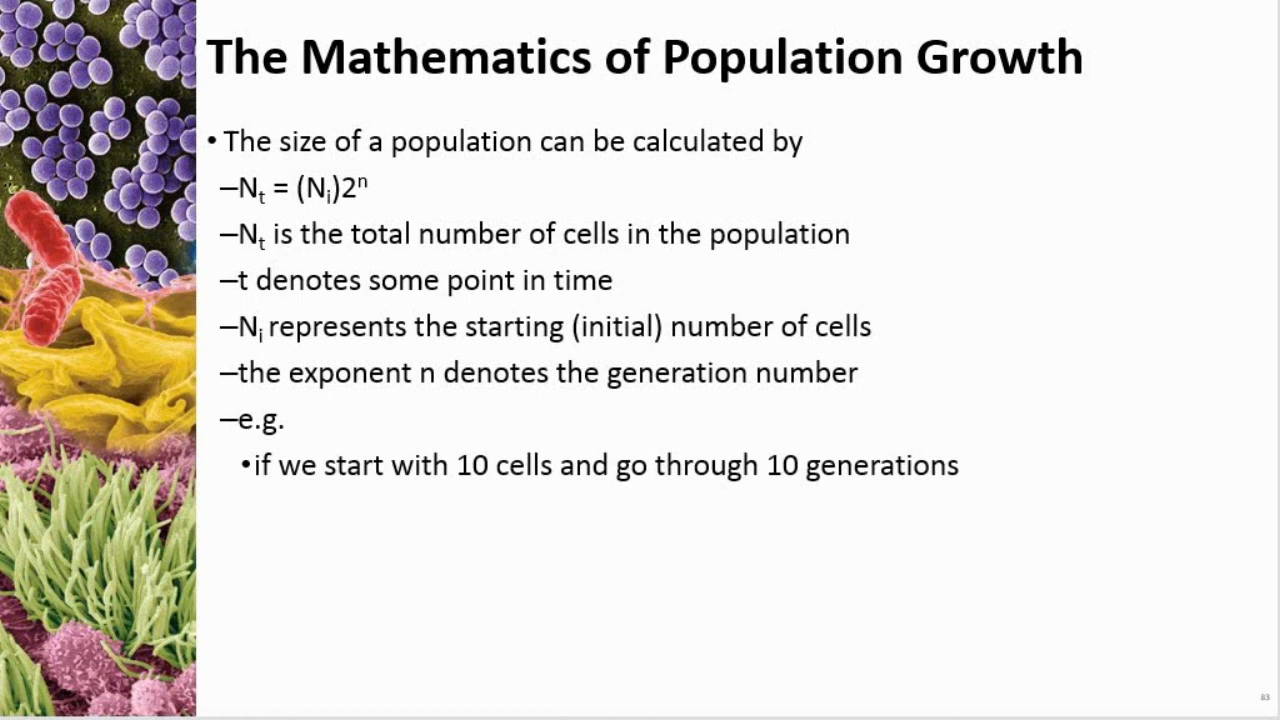 The Mathematics of Population Growth
• The size of a population can be calculated by
–Nₜ = (Nᵢ)2ⁿ
–Nₜ is the total number of cells in the population
–t denotes some point in time
–Nᵢ represents the starting (initial) number of cells
–the exponent n denotes the generation number
–e.g.
•if we start with 10 cells and go through 10 generations
83